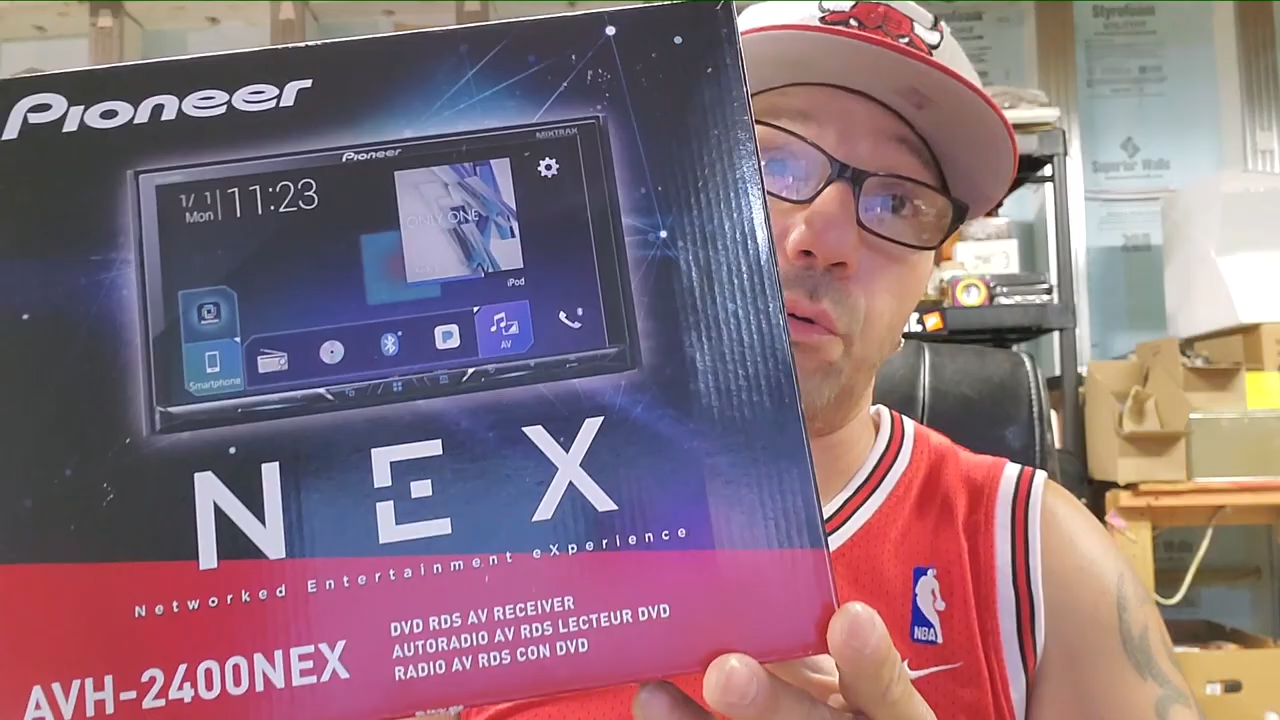 Pioneer
MIXTRAX
Pioneer
1/ 1
Mon
11:23
ONLY ONE
iPod
AV
Smartphone
NEX
Networked Entertainment eXperience
DVD RDS AV RECEIVER
AUTORADIO AV RDS LECTEUR DVD
RADIO AV RDS CON DVD
AVH-2400NEX
NBA
Styrofoam
Superior Walls